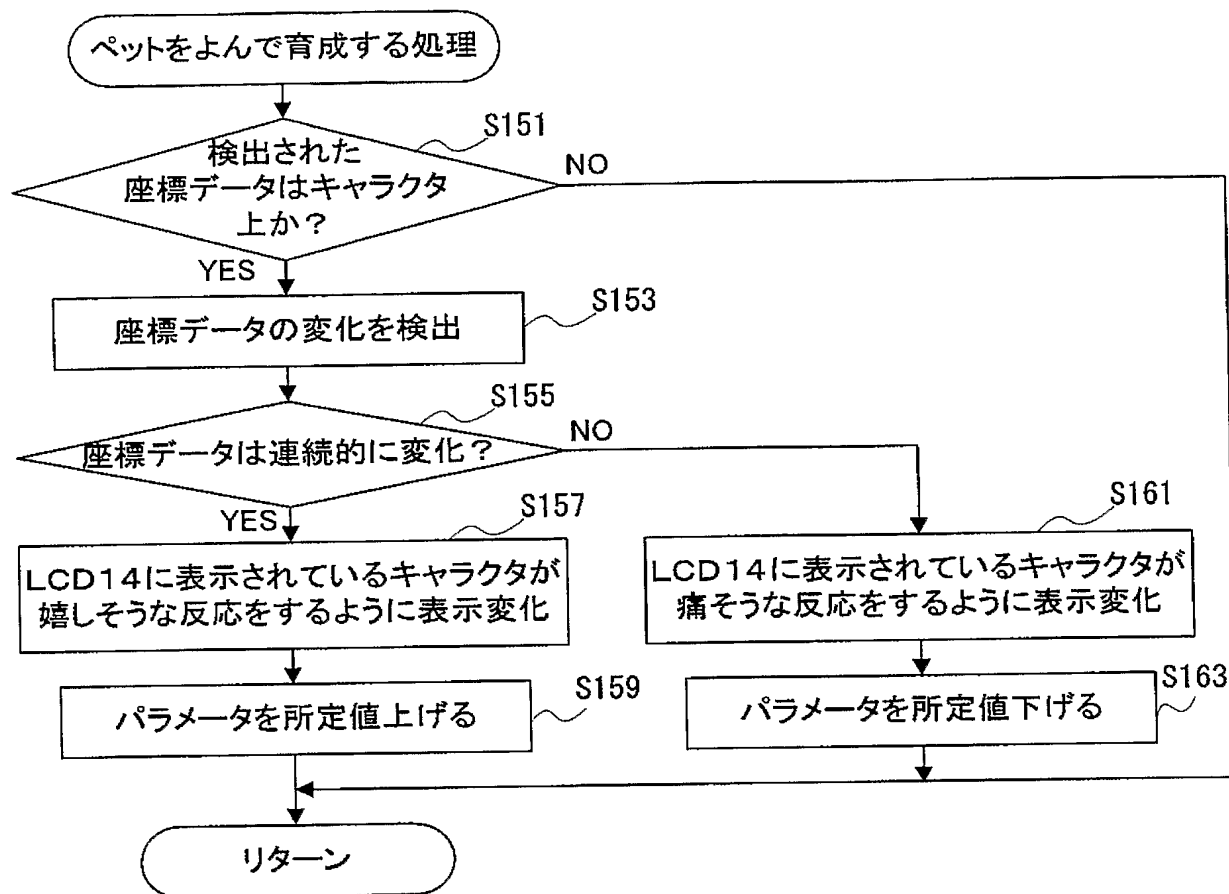 ペットをよんで育成する処理
S151
検出された
座標データはキャラクタ
上か？
NO
YES
S153
座標データの変化を検出
S155
座標データは連続的に変化？
NO
YES
S157
LCD14に表示されているキャラクタが
嬉しそうな反応をするように表示変化
S161
LCD14に表示されているキャラクタが
痛そうな反応をするように表示変化
S159
パラメータを所定値上げる
S163
パラメータを所定値下げる
リターン